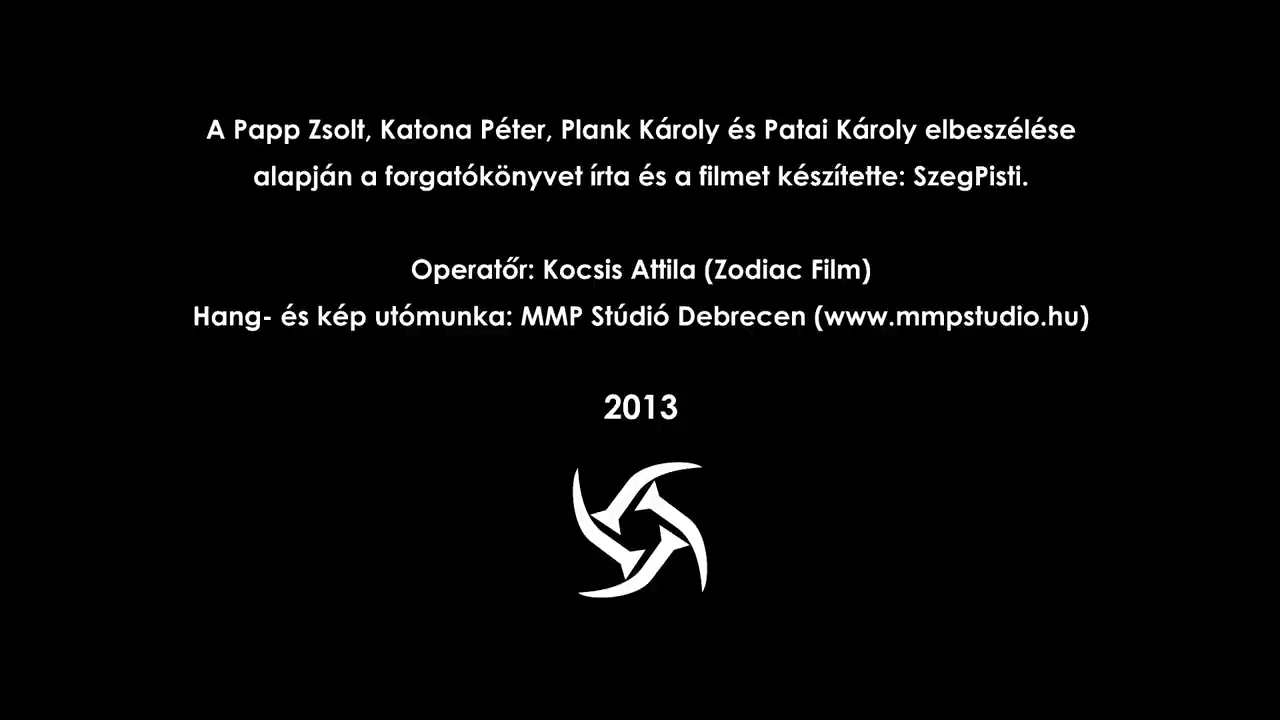 A Papp Zsolt, Katona Péter, Plank Károly és Patai Károly elbeszélése
alapján a forgatókönyvet írta és a filmet készítette: SzegPisti.
Operatőr: Kocsis Attila (Zodiac Film)
Hang- és kép utómunka: MMP Stúdió Debrecen (www.mmpstudio.hu)
2013